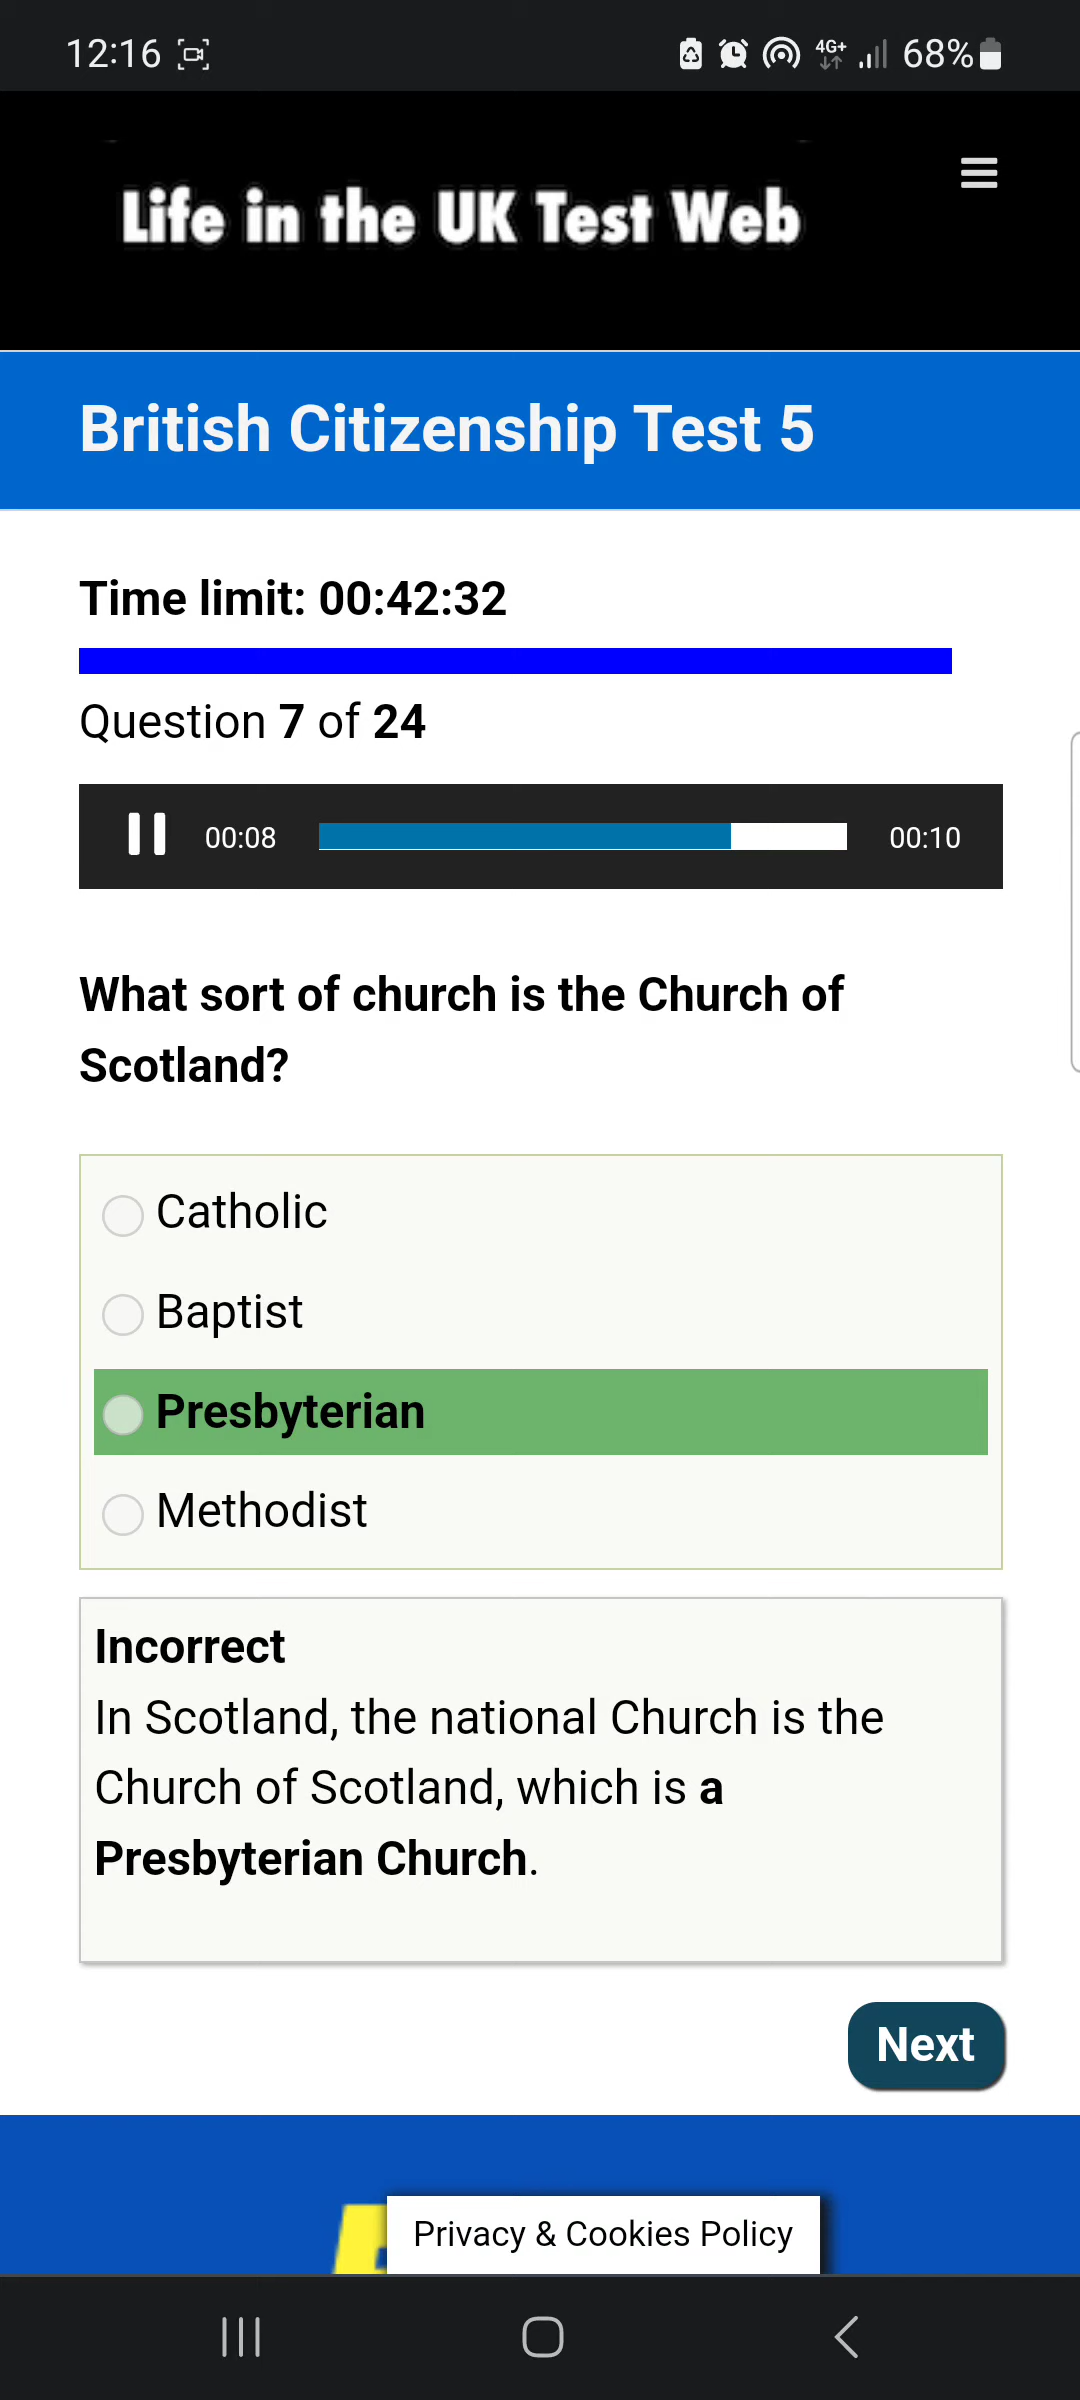 12:16 4G+ 68%
Life in the UK Test Web
British Citizenship Test 5
Time limit: 00:42:32
Question 7 of 24
00:08 00:10
What sort of church is the Church of
Scotland?
Catholic
Baptist
Presbyterian
Methodist
Incorrect
In Scotland, the national Church is the
Church of Scotland, which is a
Presbyterian Church.
Next
Privacy & Cookies Policy